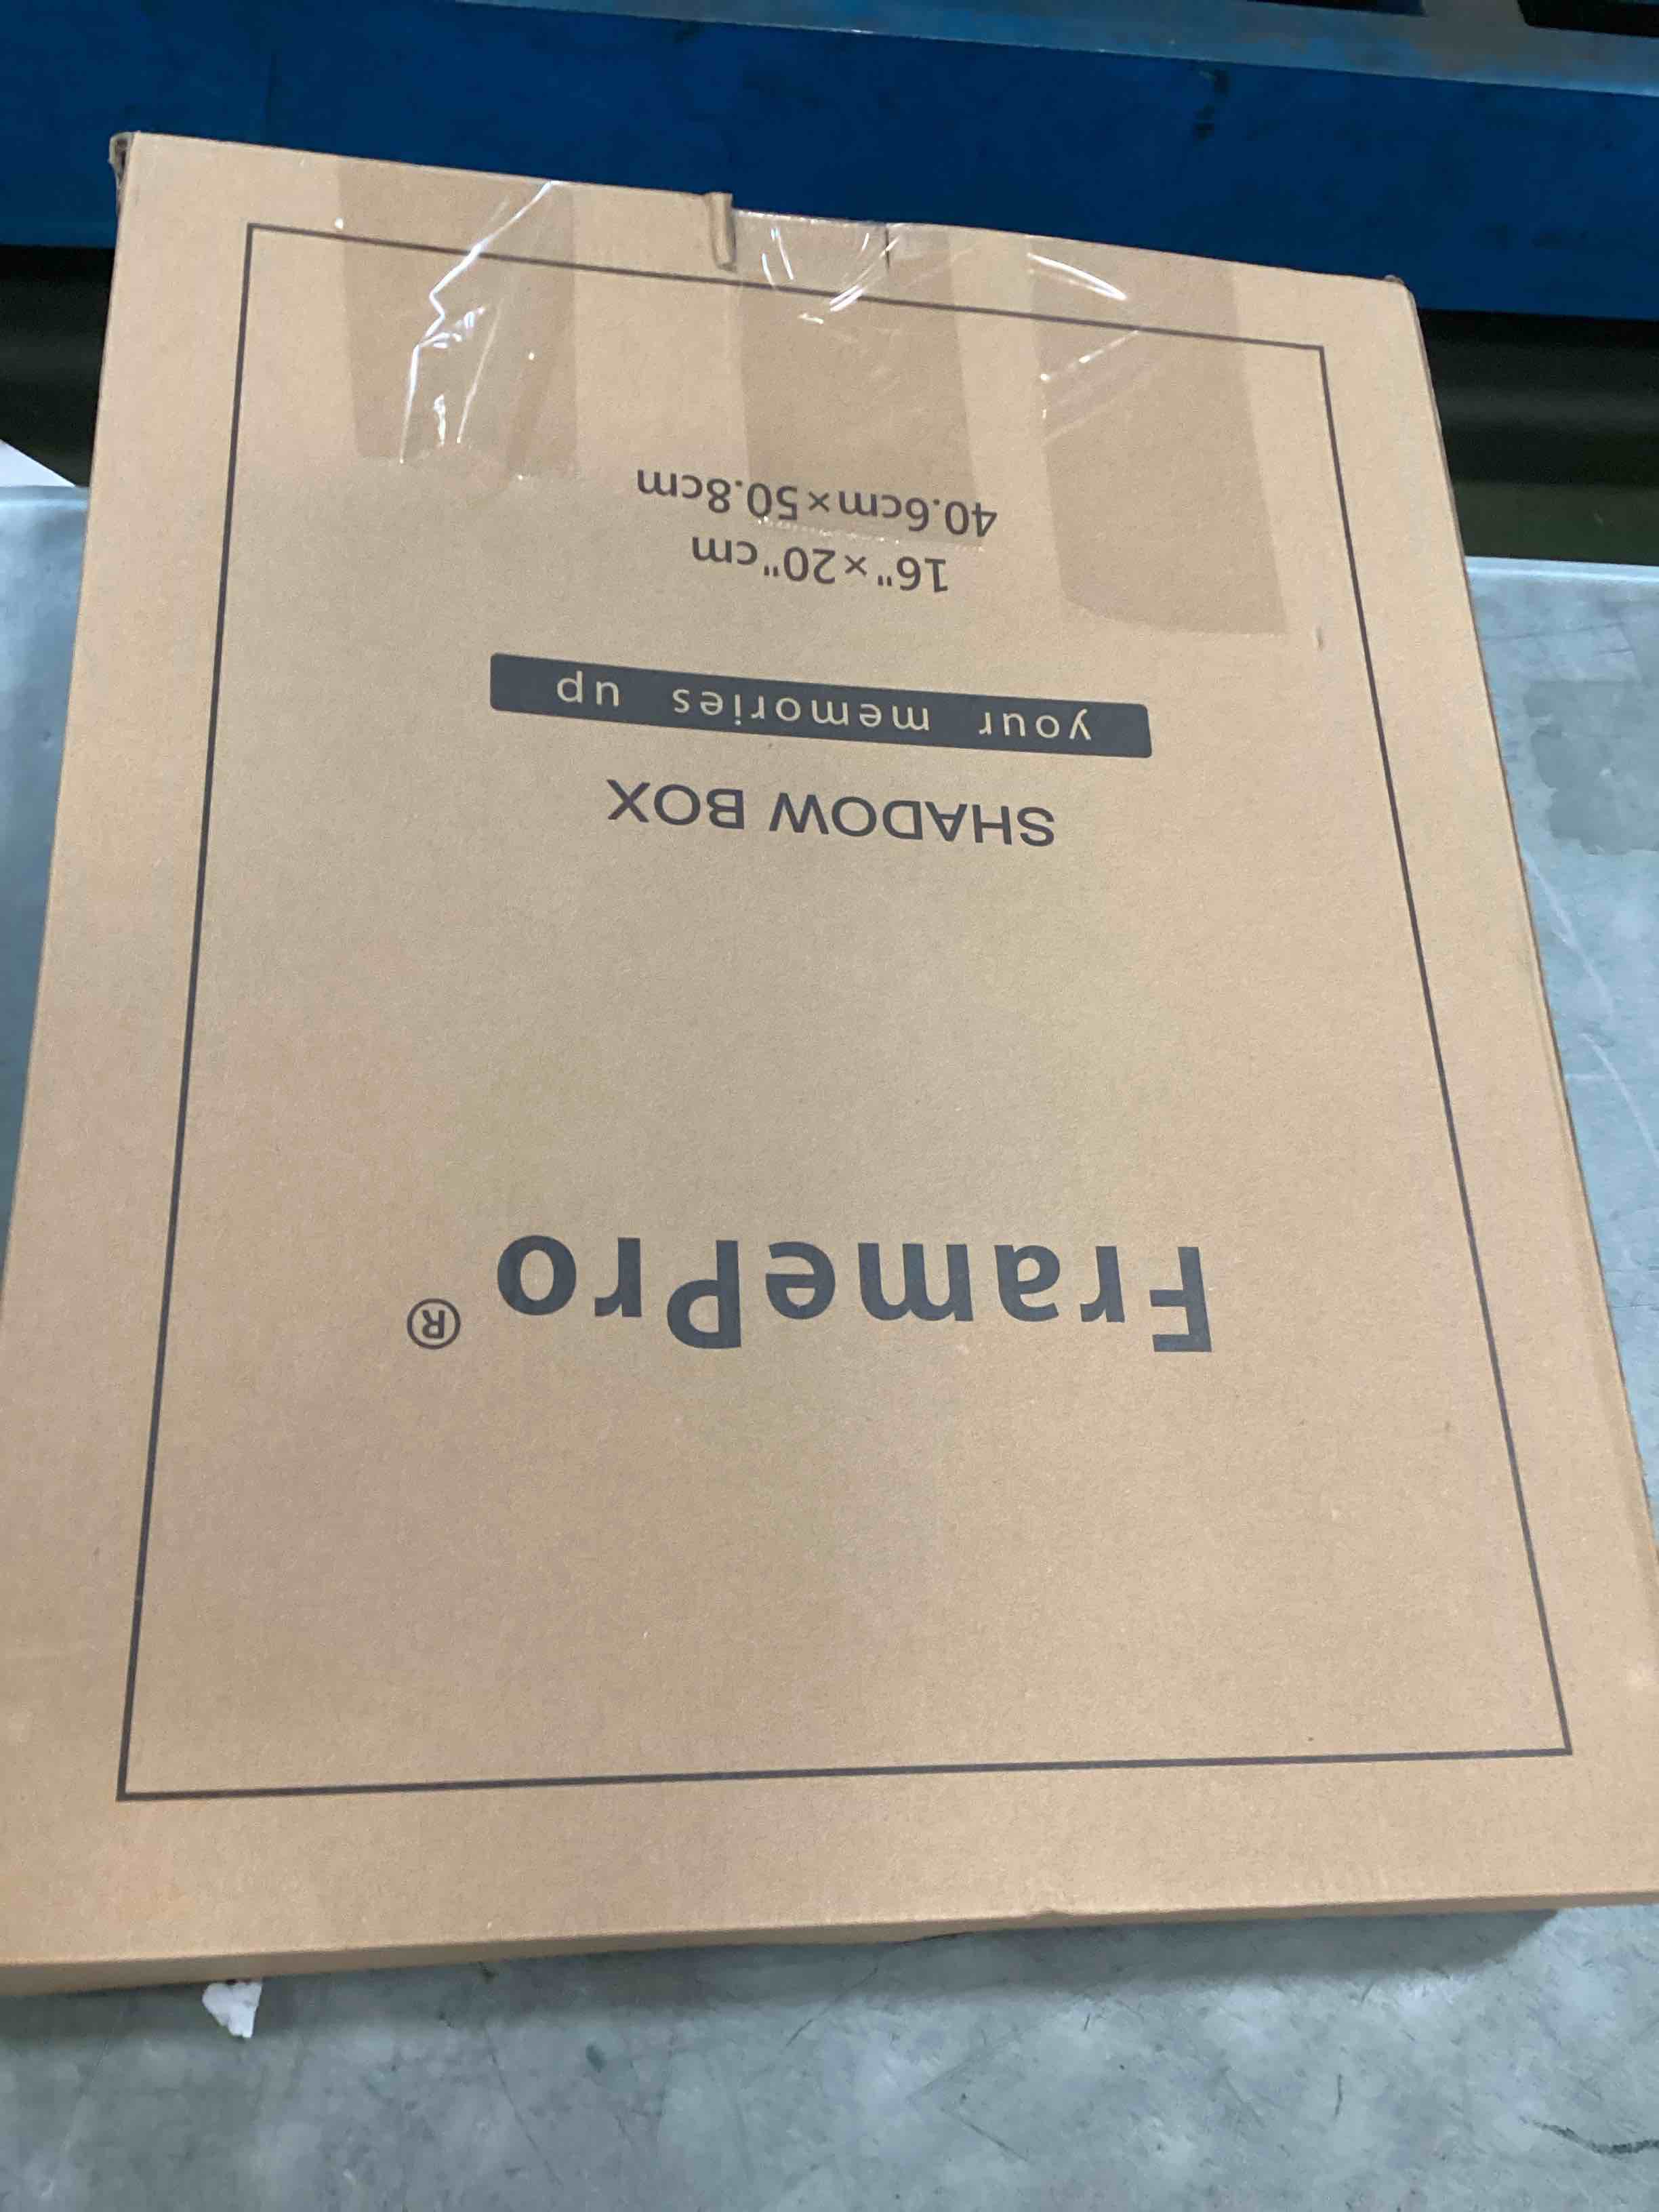 FramePro®
SHADOW BOX
your memories up
16"×20"cm
40.6cm×50.8cm